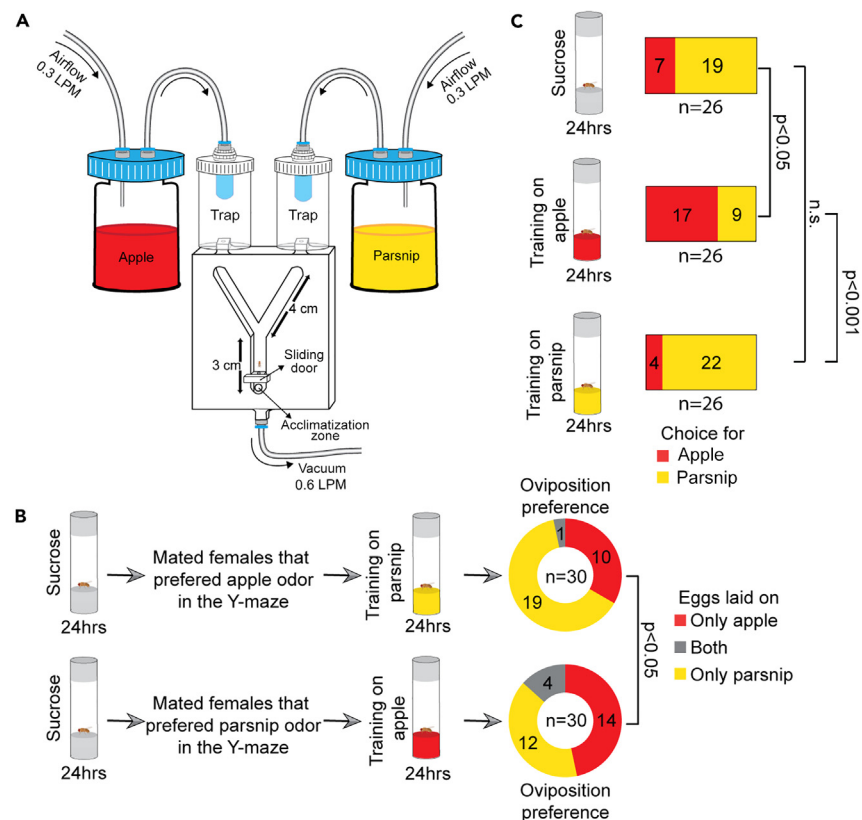 A
Airflow
0.3 LPM
Airflow
0.3 LPM
Trap
Trap
Apple
Parsnip
4 cm
3 cm
Sliding
door
Acclimatization
zone
Vacuum
0.6 LPM
C
Sucrose
24hrs
7
19
n=26
Training on
apple
24hrs
17
9
n=26
Training on
parsnip
24hrs
4
22
n=26
p<0.05
n.s.
p<0.001
Choice for
Apple
Parsnip
B
Sucrose
24hrs
Mated females that
prefered apple odor
in the Y-maze
Training on
parsnip
24hrs
Oviposition
preference
1
10
n=30
19
Sucrose
24hrs
Mated females that
prefered parsnip odor
in the Y-maze
Training on
apple
24hrs
4
n=30
14
12
Oviposition
preference
p<0.05
Eggs laid on
Only apple
Both
Only parsnip